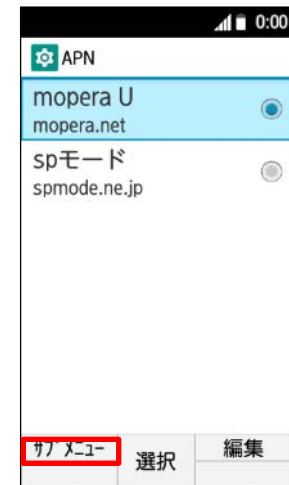 0:00
APN
mopera U
mopera.net
spモード
spmode.ne.jp
ｻﾌﾞﾒﾆｭｰ
選択
編集